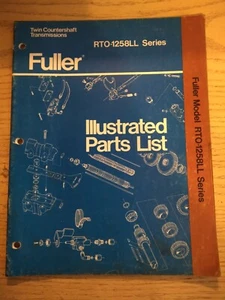 Twin Countershaft
Transmissions
RTO-1258LL Series
Fuller
Illustrated
Parts List
Fuller Model RTO-1258LL Series